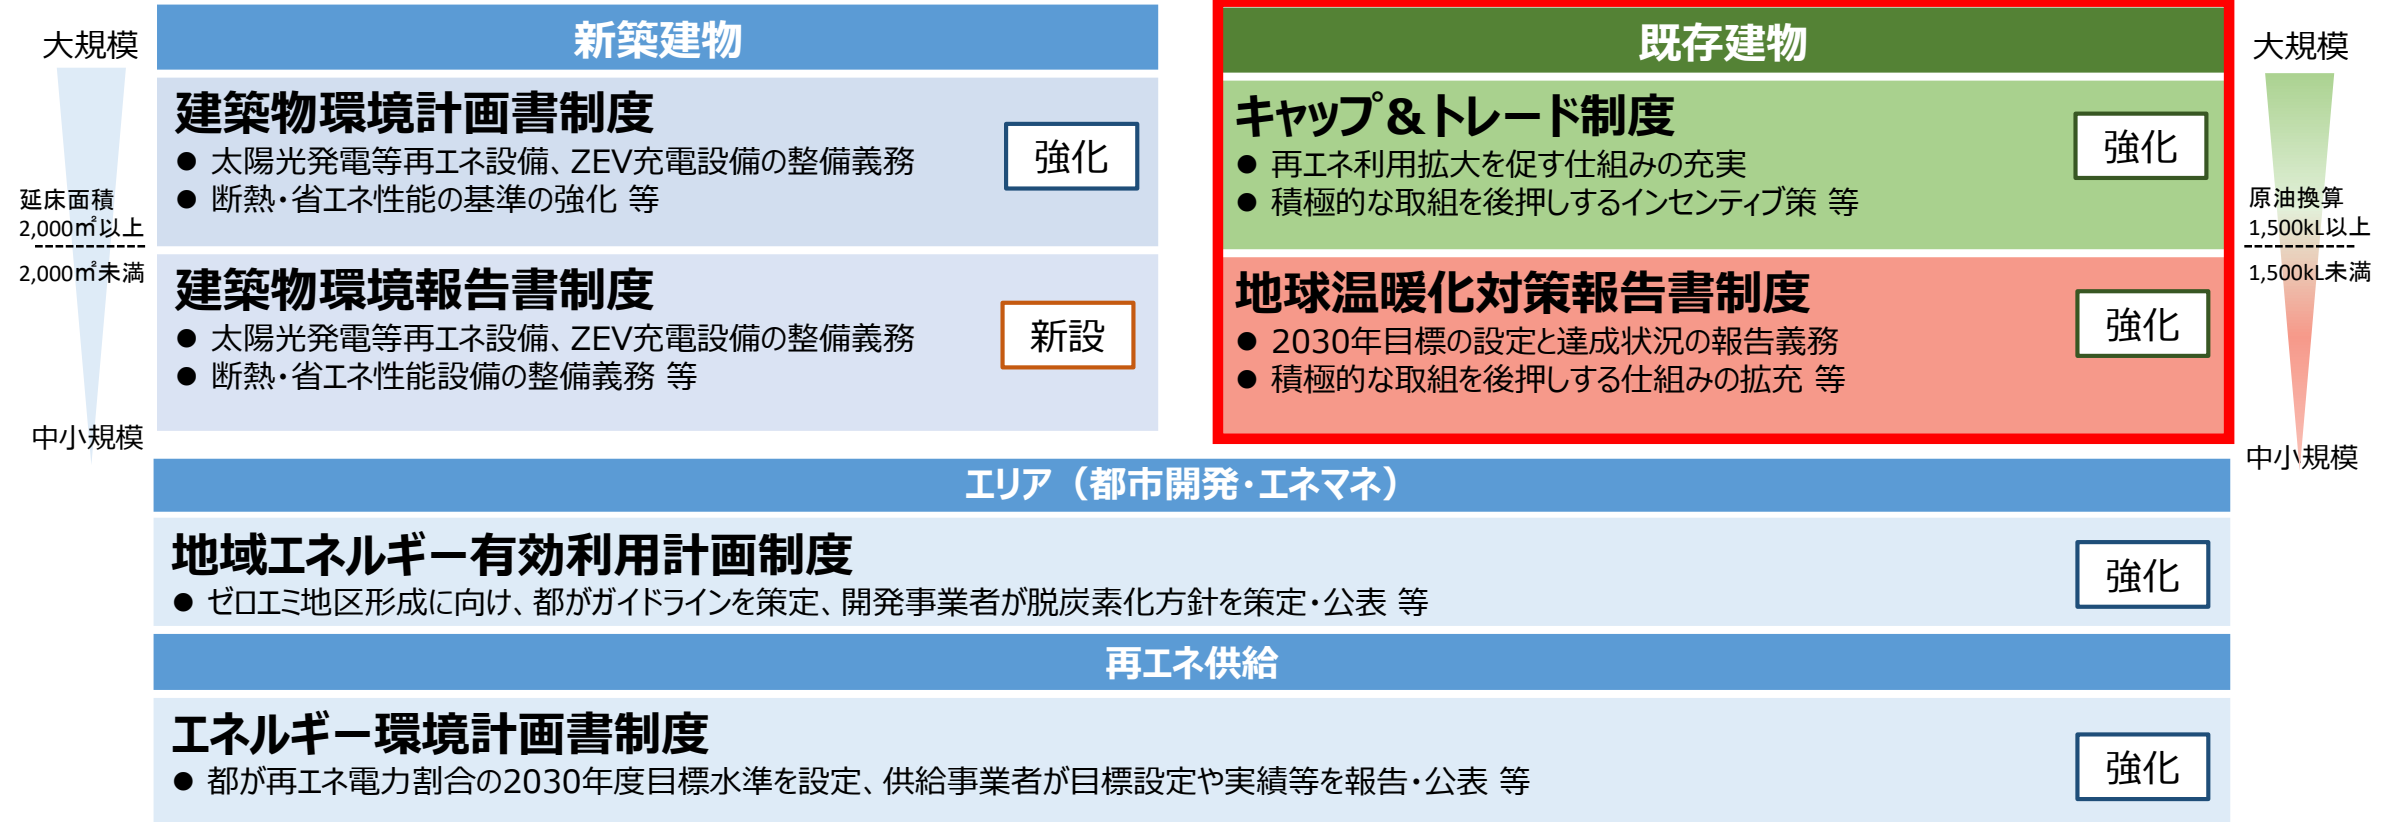 大規模
新築建物
建築物環境計画書制度
● 太陽光発電等再エネ設備、ZEV充電設備の整備義務
● 断熱・省エネ性能の基準の強化 等
強化
延床面積
2,000㎡以上
2,000㎡未満
建築物環境報告書制度
● 太陽光発電等再エネ設備、ZEV充電設備の整備義務
● 断熱・省エネ性能設備の整備義務 等
新設
中小規模
既存建物
大規模
キャップ＆トレード制度
● 再エネ利用拡大を促す仕組みの充実
● 積極的な取組を後押しするインセンティブ策 等
強化
原油換算
1,500kL以上
1,500kL未満
地球温暖化対策報告書制度
● 2030年目標の設定と達成状況の報告義務
● 積極的な取組を後押しする仕組みの拡充 等
強化
中小規模
エリア（都市開発・エネマネ）
地域エネルギー有効利用計画制度
● ゼロエミ地区形成に向け、都がガイドラインを策定、開発事業者が脱炭素化方針を策定・公表 等
強化
再エネ供給
エネルギー環境計画書制度
● 都が再エネ電力割合の2030年度目標水準を設定、供給事業者が目標設定や実績等を報告・公表 等
強化